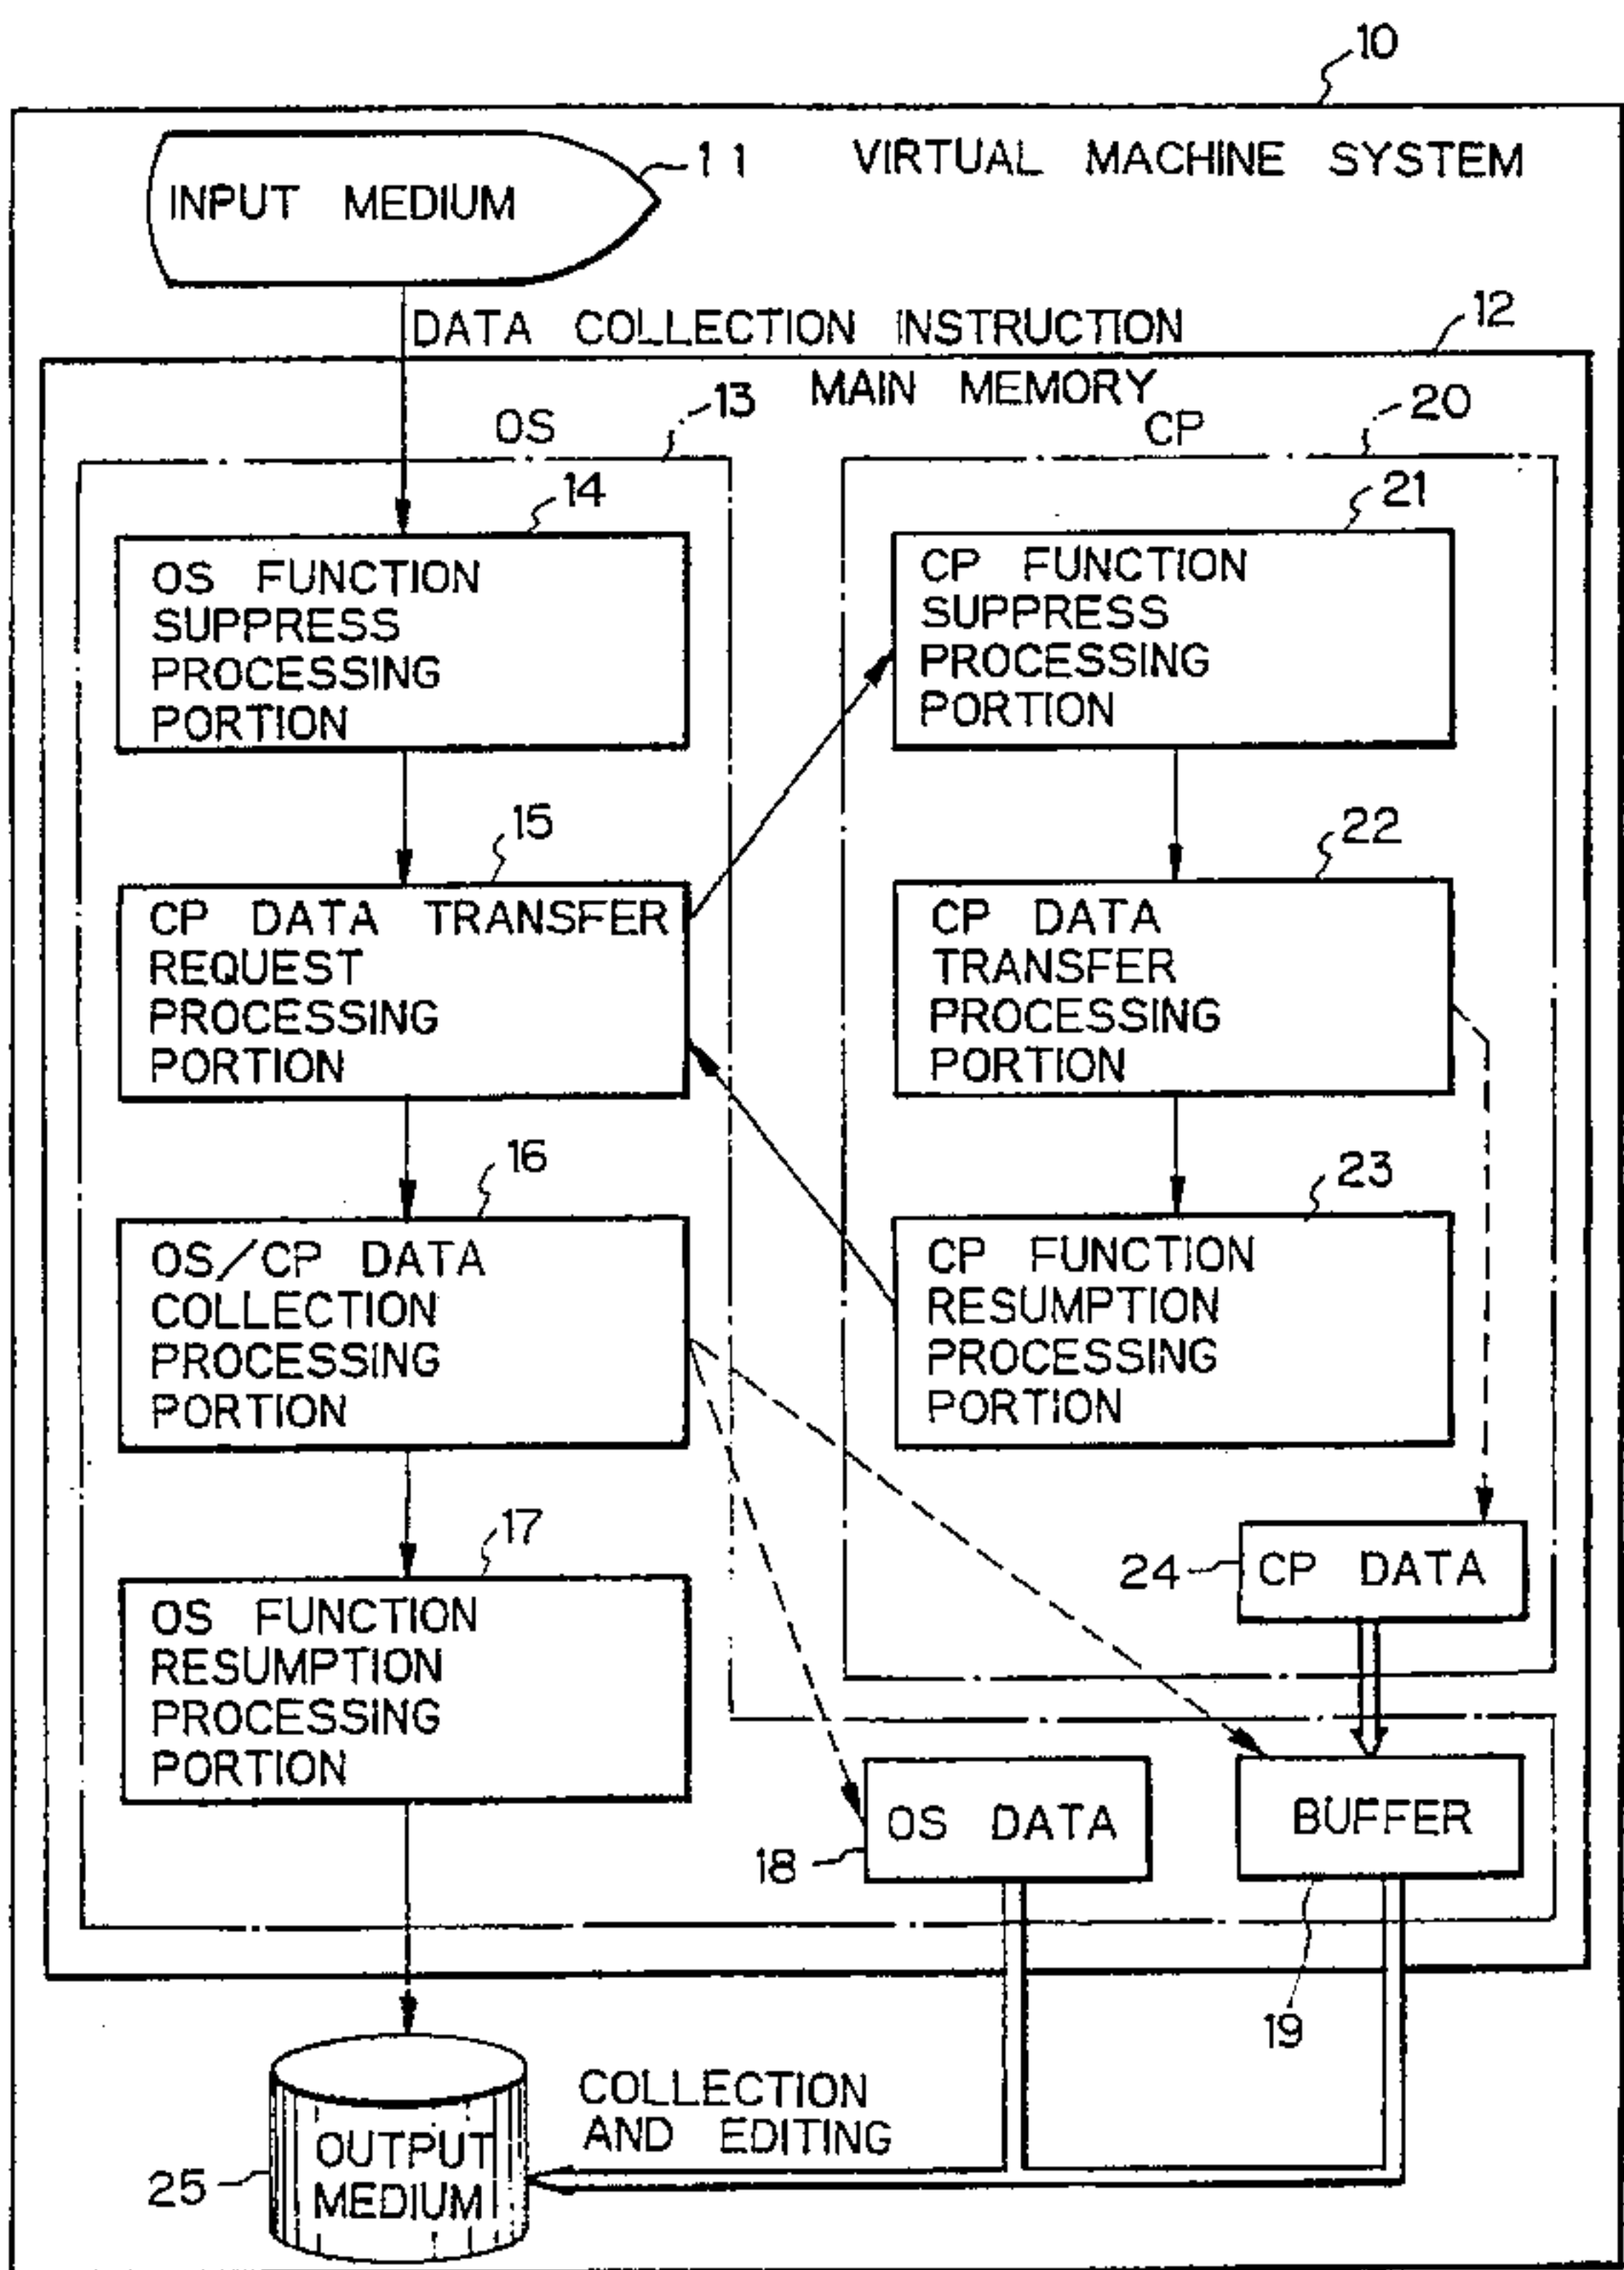 10
INPUT MEDIUM
11
VIRTUAL MACHINE SYSTEM
DATA COLLECTION INSTRUCTION
12
MAIN MEMORY
OS
13
CP
20
14
OS FUNCTION
SUPPRESS
PROCESSING
PORTION
21
CP FUNCTION
SUPPRESS
PROCESSING
PORTION
15
CP DATA TRANSFER
REQUEST
PROCESSING
PORTION
22
CP DATA
TRANSFER
PROCESSING
PORTION
16
OS/CP DATA
COLLECTION
PROCESSING
PORTION
23
CP FUNCTION
RESUMPTION
PROCESSING
PORTION
17
OS FUNCTION
RESUMPTION
PROCESSING
PORTION
24
CP DATA
18
OS DATA
BUFFER
19
COLLECTION
AND EDITING
25
OUTPUT
MEDIUM